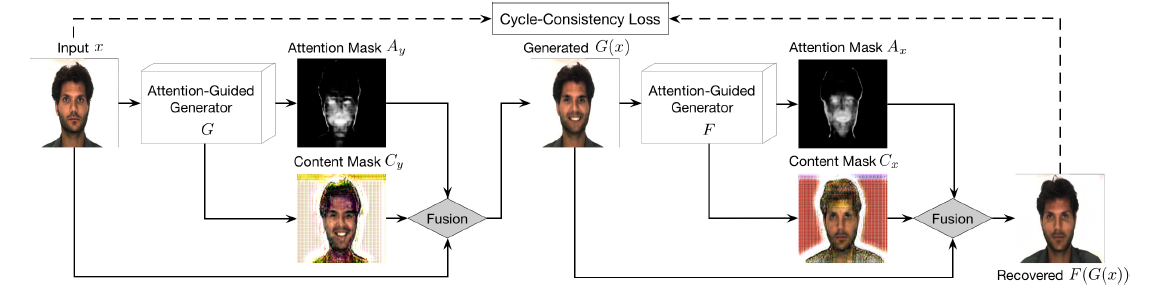 Cycle-Consistency Loss
Input x
Attention Mask A_y
Generated G(x)
Attention Mask A_x
Attention-Guided
Generator
G
Attention-Guided
Generator
F
Content Mask C_y
Content Mask C_x
Fusion
Fusion
Recovered F(G(x))